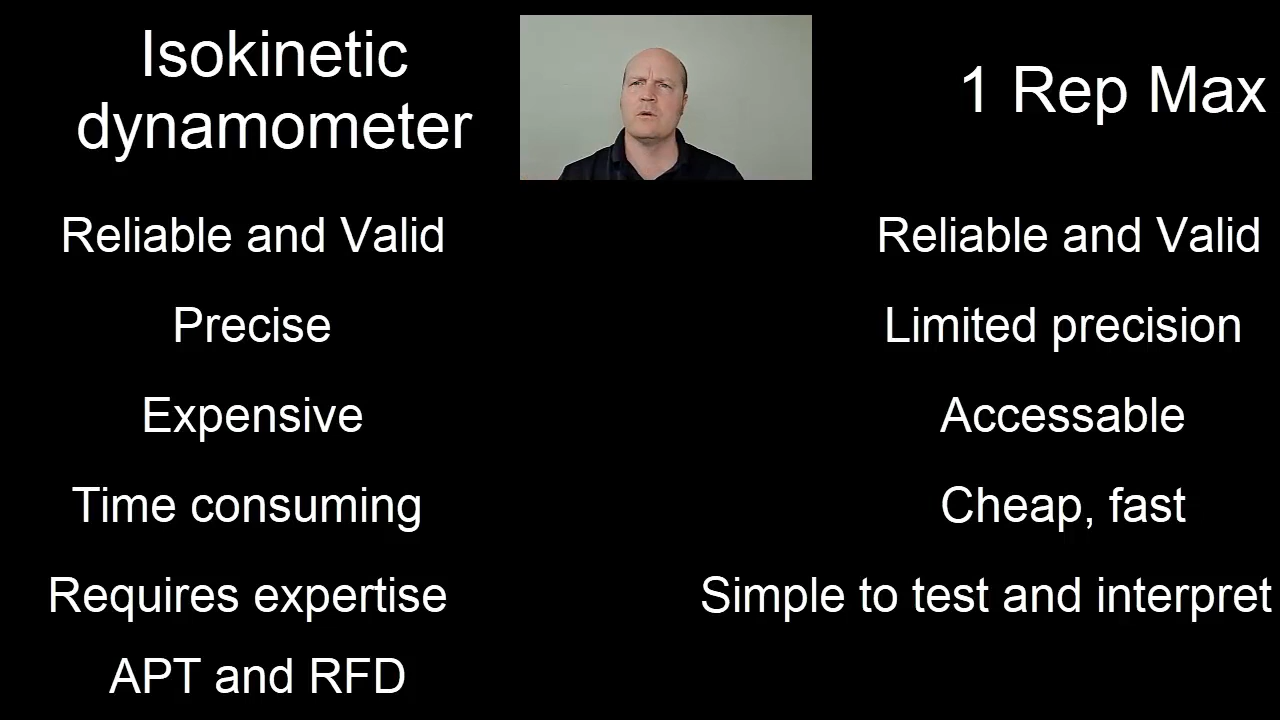 Isokinetic
dynamometer
Reliable and Valid
Precise
Expensive
Time consuming
Requires expertise
APT and RFD
1 Rep Max
Reliable and Valid
Limited precision
Accessable
Cheap, fast
Simple to test and interpret